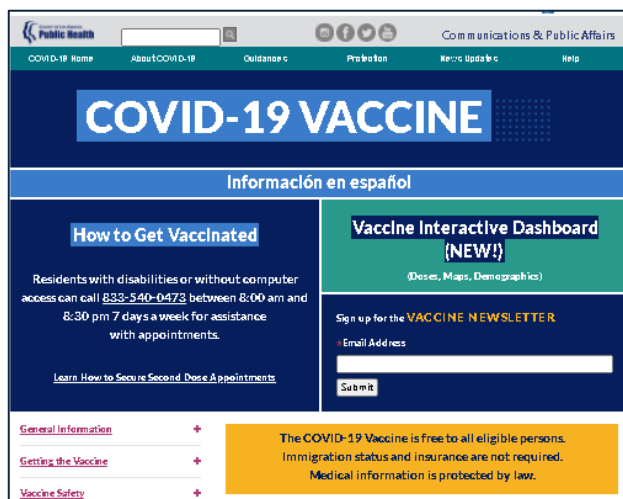 Public Health
Communications & Public Affairs
COVID-19 Home
About COVID-19
Guidances
Protection
News Updates
Help
COVID-19 VACCINE
Información en español
How to Get Vaccinated
Residents with disabilities or without computer
access can call 833-540-0473 between 8:00 am and
8:30 pm 7 days a week for assistance
with appointments.
Learn How to Secure Second Dose Appointments
Vaccine Interactive Dashboard
(NEW!)
(Doses, Maps, Demographics)
Sign up for the VACCINE NEWSLETTER
*Email Address
Submit
General Information +
Getting the Vaccine +
Vaccine Safety +
The COVID-19 Vaccine is free to all eligible persons.
Immigration status and insurance are not required.
Medical information is protected by law.